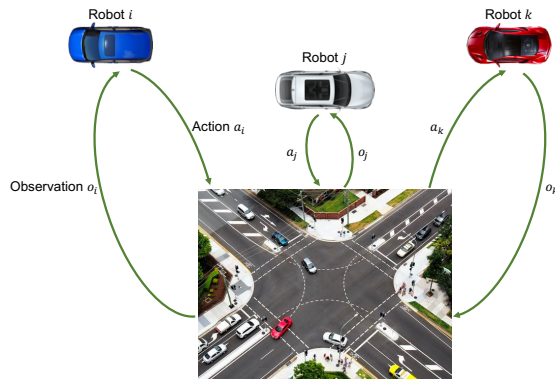 Robot i
Robot j
Robot k
Action a_i
a_j
o_j
a_k
Observation o_i
o_k